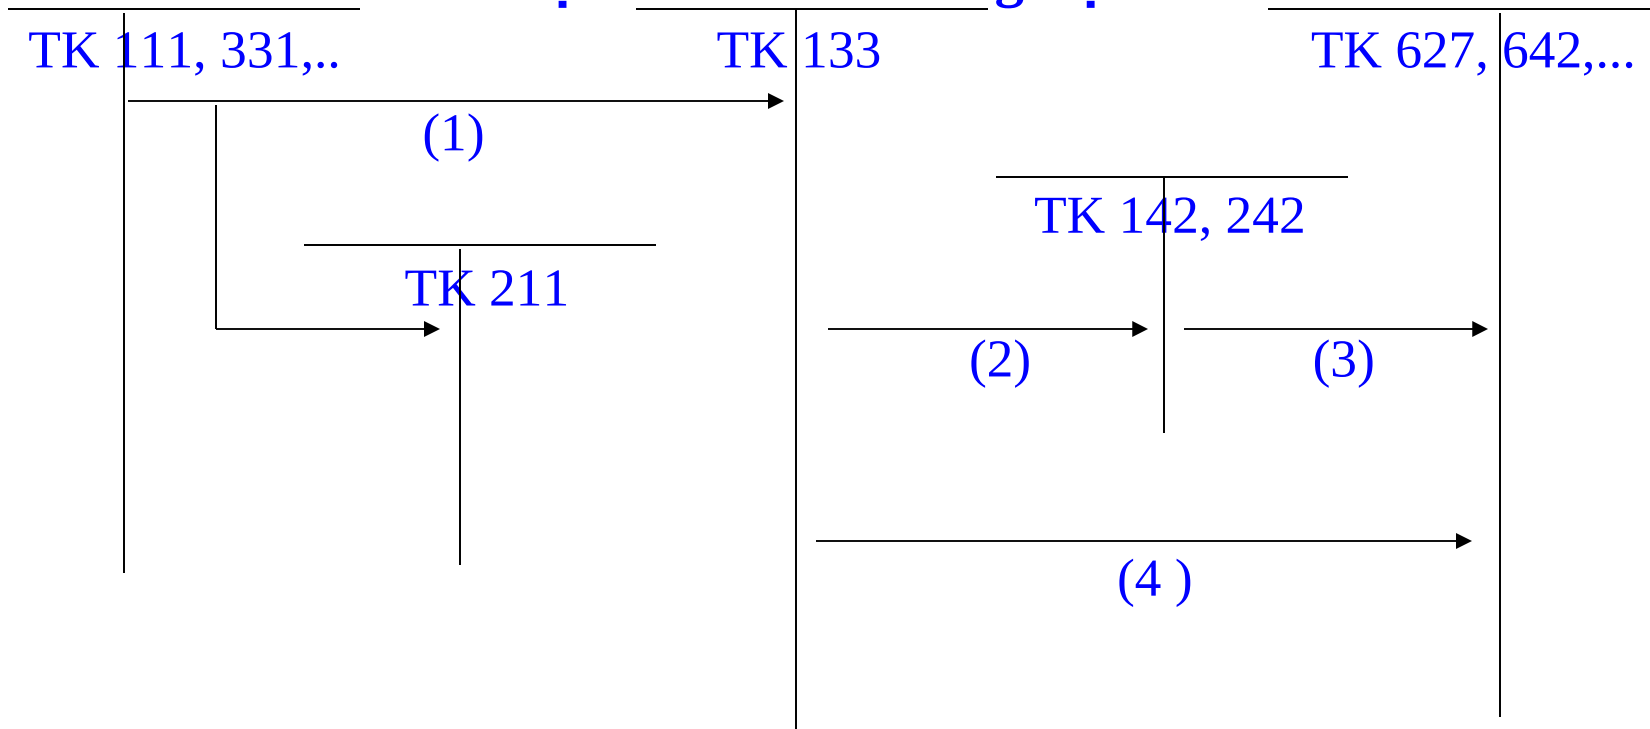 TK 111, 331,..
TK 133
TK 627, 642,...
(1)
TK 142, 242
TK 211
(2)
(3)
(4 )